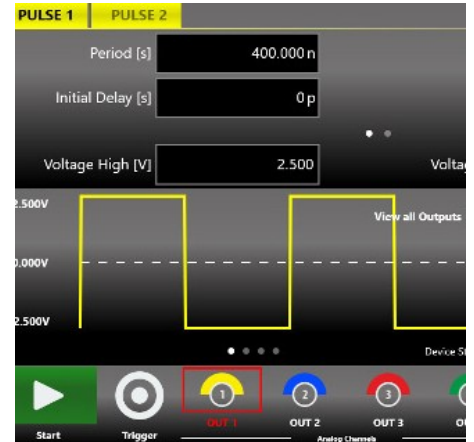 PULSE 1 PULSE 2
Period [s] 400.000 n
Initial Delay [s] 0 p
Voltage High [V] 2.500 Voltag
2.500V
View all Outputs
0.000V
2.500V
Device St
1 2 3
Start Trigger OUT 1 OUT 2 OUT 3 OU
Analog Channels